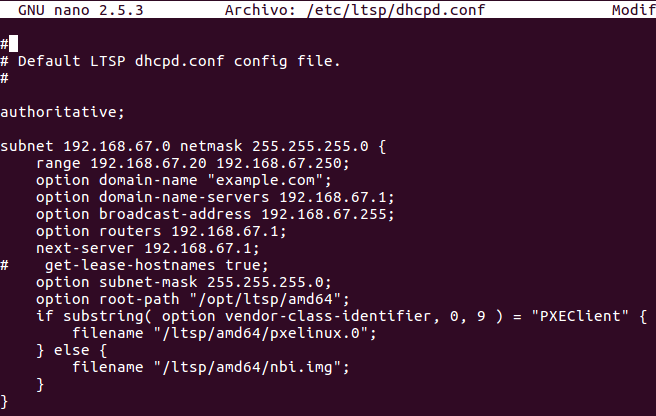 GNU nano 2.5.3 Archivo: /etc/ltsp/dhcpd.conf Modif
#
# Default LTSP dhcpd.conf config file.
#
authoritative;
subnet 192.168.67.0 netmask 255.255.255.0 {
    range 192.168.67.20 192.168.67.250;
    option domain-name "example.com";
    option domain-name-servers 192.168.67.1;
    option broadcast-address 192.168.67.255;
    option routers 192.168.67.1;
    next-server 192.168.67.1;
#    get-lease-hostnames true;
    option subnet-mask 255.255.255.0;
    option root-path "/opt/ltsp/amd64";
    if substring( option vendor-class-identifier, 0, 9 ) = "PXEClient" {
        filename "/ltsp/amd64/pxelinux.0";
    } else {
        filename "/ltsp/amd64/nbi.img";
    }
}